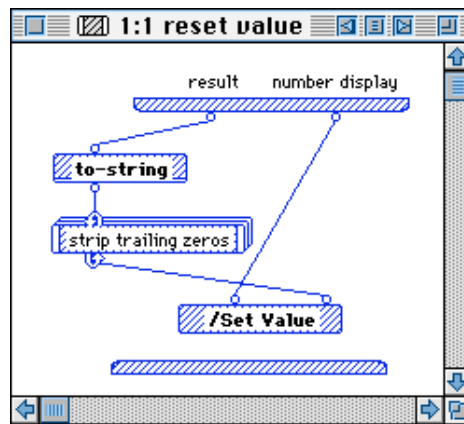 1:1 reset value
result number display
to-string
strip trailing zeros
/Set Value